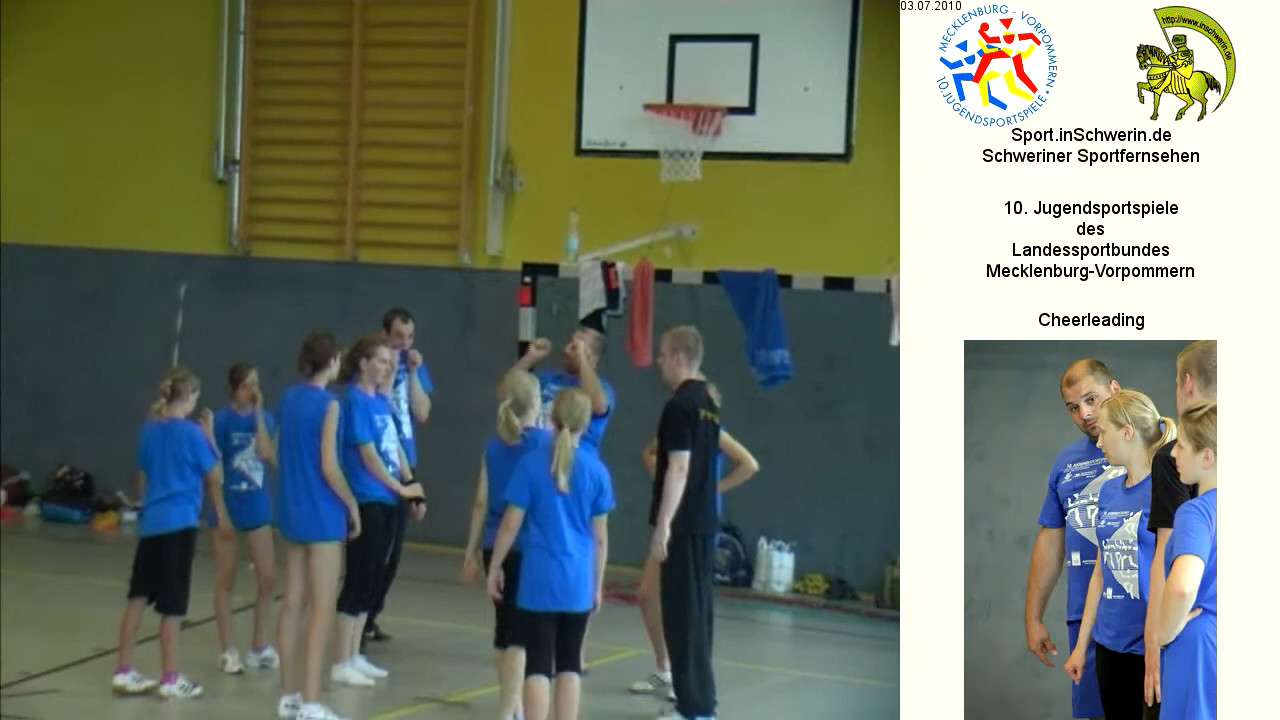 03.07.2010
MECKLENBURG - VORPOMMERN
10. JUGENDSPORTSPIELE
http://www.inschwerin.de
Sport.inSchwerin.de
Schweriner Sportfernsehen
10. Jugendsportspiele
des
Landessportbundes
Mecklenburg-Vorpommern
Cheerleading